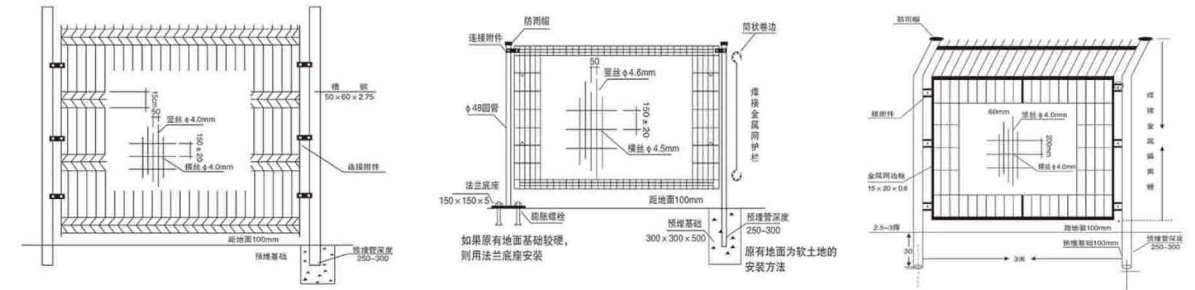 槽 钢
50×60×2.75
15cm
50
竖丝φ4.0mm
150±20
横丝φ4.0mm
连接附件
距地面100mm
预埋基础
预埋管深度
250-300
防雨帽
连接附件
筒状卷边
50
竖丝φ4.6mm
150±20
横丝φ4.5mm
φ48圆管
焊接金属网护栏
法兰底座
150×150×5
膨胀螺栓
距地面100mm
如果原有地面基础较硬,
则用法兰底座安装
预埋基础
300×300×500
预埋管深度
250-300
原有地面为软土地的
安装方法
防雨帽
60mm
竖丝φ4.0mm
200mm
横丝φ4.0mm
接附件
金属网边框
15×20×0.8
焊接金
2.5-3厚
30
距地面100mm
预埋基础100mm
3米
预埋管深度
250-300